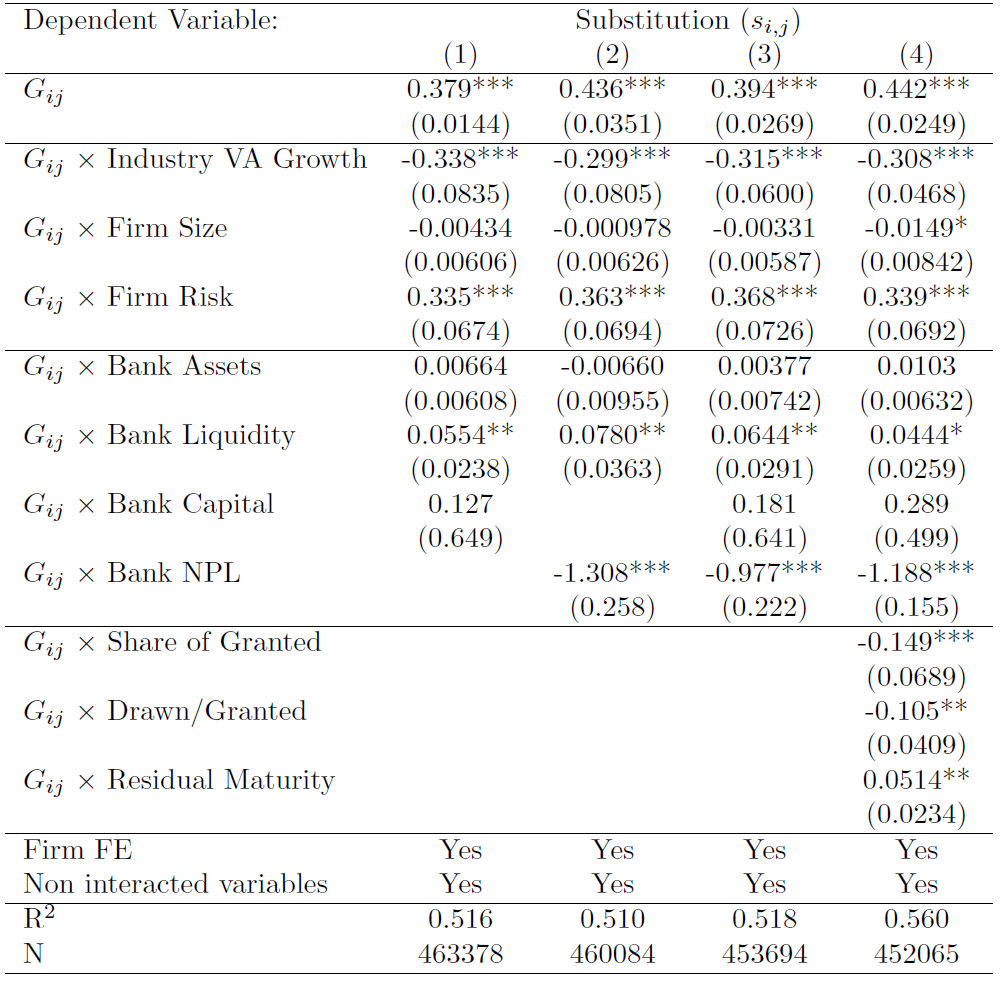 Dependent Variable: Substitution (s_{i,j})
(1) (2) (3) (4)
G_{ij} 0.379*** 0.436*** 0.394*** 0.442***
(0.0144) (0.0351) (0.0269) (0.0249)
G_{ij} × Industry VA Growth -0.338*** -0.299*** -0.315*** -0.308***
(0.0835) (0.0805) (0.0600) (0.0468)
G_{ij} × Firm Size -0.00434 -0.000978 -0.00331 -0.0149*
(0.00606) (0.00626) (0.00587) (0.00842)
G_{ij} × Firm Risk 0.335*** 0.363*** 0.368*** 0.339***
(0.0674) (0.0694) (0.0726) (0.0692)
G_{ij} × Bank Assets 0.00664 -0.00660 0.00377 0.0103
(0.00608) (0.00955) (0.00742) (0.00632)
G_{ij} × Bank Liquidity 0.0554** 0.0780** 0.0644** 0.0444*
(0.0238) (0.0363) (0.0291) (0.0259)
G_{ij} × Bank Capital 0.127 0.181 0.289
(0.649) (0.641) (0.499)
G_{ij} × Bank NPL -1.308*** -0.977*** -1.188***
(0.258) (0.222) (0.155)
G_{ij} × Share of Granted -0.149***
(0.0689)
G_{ij} × Drawn/Granted -0.105**
(0.0409)
G_{ij} × Residual Maturity 0.0514**
(0.0234)
Firm FE Yes Yes Yes Yes
Non interacted variables Yes Yes Yes Yes
R² 0.516 0.510 0.518 0.560
N 463378 460084 453694 452065